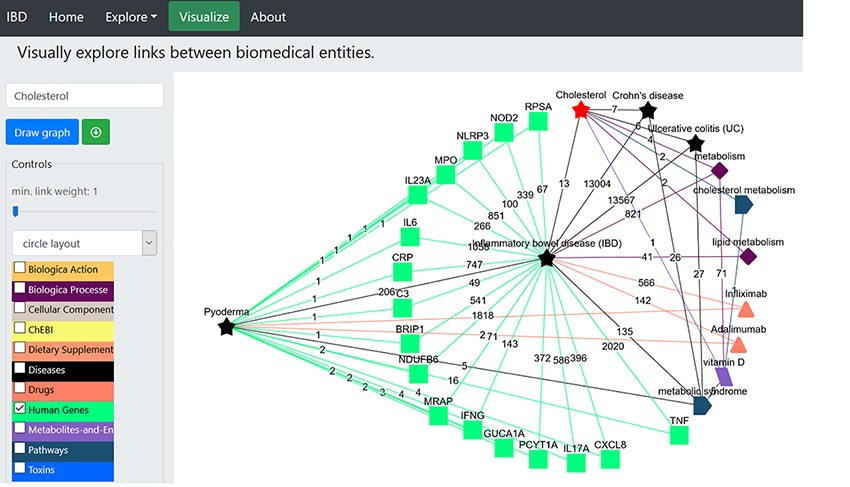 IBD Home Explore Visualize About
Visually explore links between biomedical entities.
Cholesterol
Draw graph
Controls
min. link weight: 1
circle layout
Biologica Action
Biologica Processe
Cellular Component
ChEBI
Dietary Supplement
Diseases
Drugs
Human Genes
Metabolites-and-En
Pathways
Toxins
Cholesterol
Crohn's disease
Ulcerative colitis (UC)
metabolism
cholesterol metabolism
lipid metabolism
Infliximab
Adalimumab
vitamin D
metabolic syndrome
TNF
CXCL8
IL17A
PCYT1A
GUCA1A
IFNG
MRAP
NDUFB6
BRIP1
C3
CRP
IL6
IL23A
MPO
NLRP3
NOD2
RPSA
Inflammatory bowel disease (IBD)
Pyoderma
7
6
4
2
2
13
13004
13567
821
67
339
100
851
266
1056
747
49
541
1818
271
143
206
1
1
1
1
1
1
1
1
1
2
2
2
2
3
4
4
5
16
372
586
396
2020
135
566
142
41
26
1
27
71
1